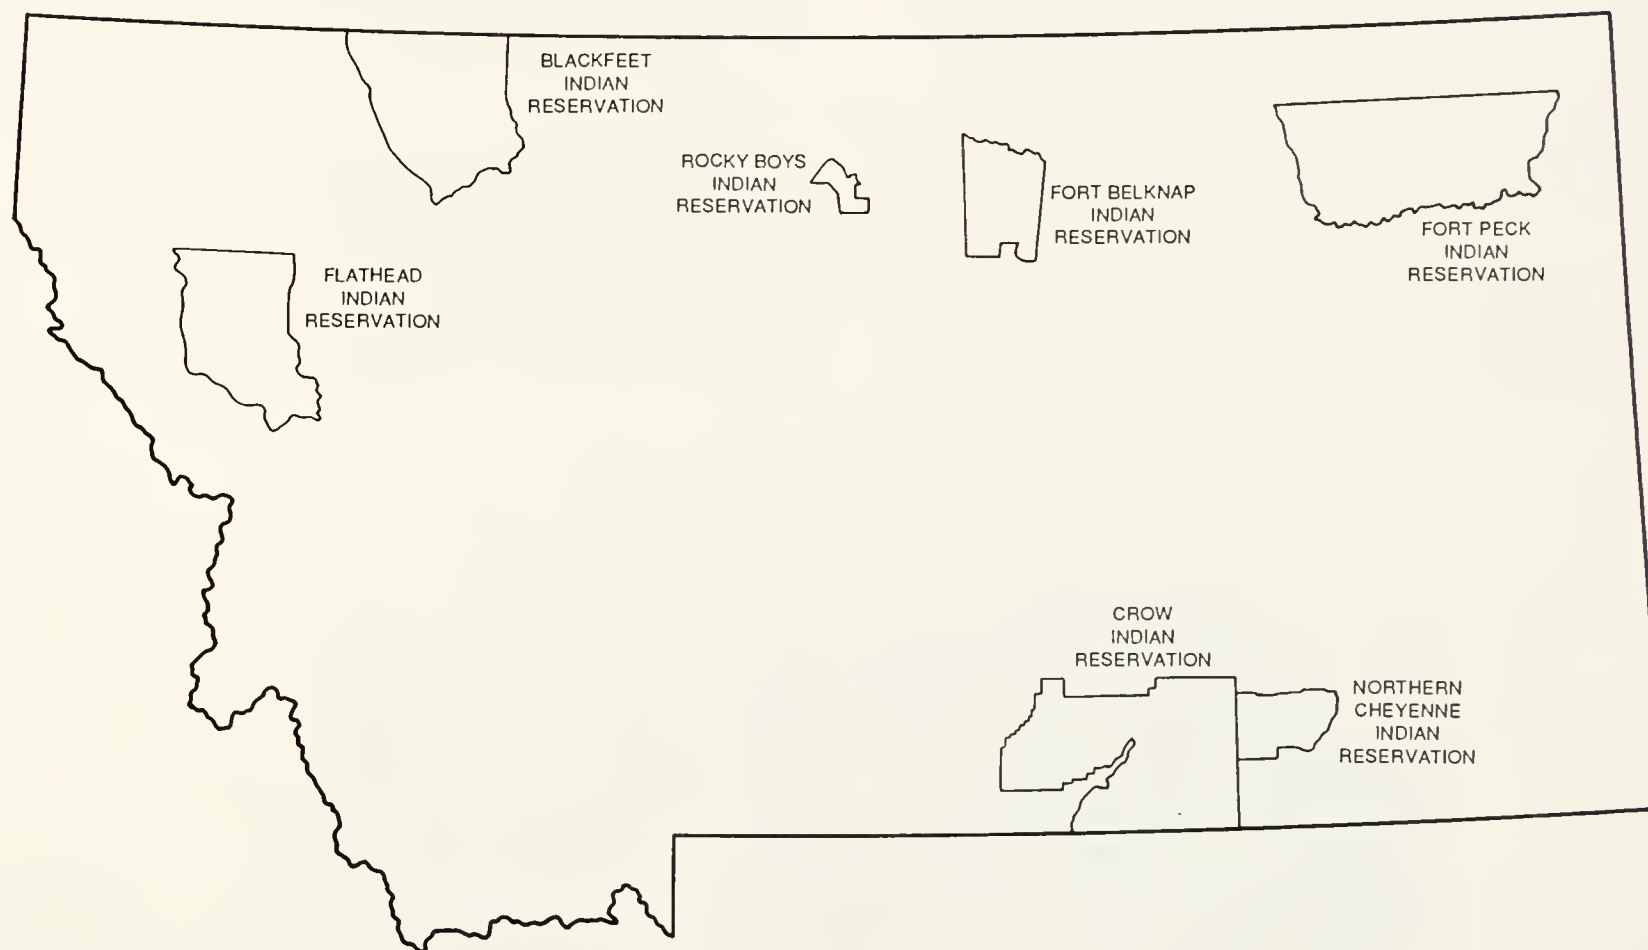 BLACKFEET
INDIAN
RESERVATION
ROCKY BOYS
INDIAN
RESERVATION
FORT BELKNAP
INDIAN
RESERVATION
FORT PECK
INDIAN
RESERVATION
FLATHEAD
INDIAN
RESERVATION
CROW
INDIAN
RESERVATION
NORTHERN
CHEYENNE
INDIAN
RESERVATION